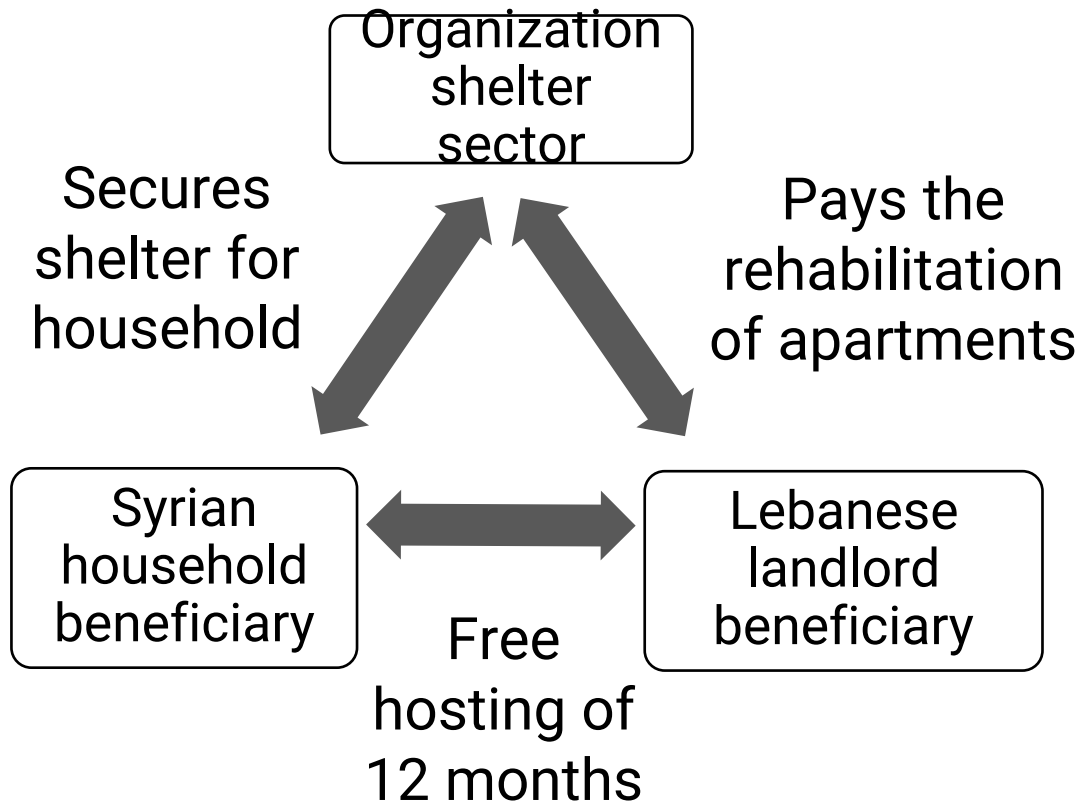 Organization
shelter
sector
Secures
shelter for
household
Pays the
rehabilitation
of apartments
Syrian
household
beneficiary
Lebanese
landlord
beneficiary
Free
hosting of
12 months